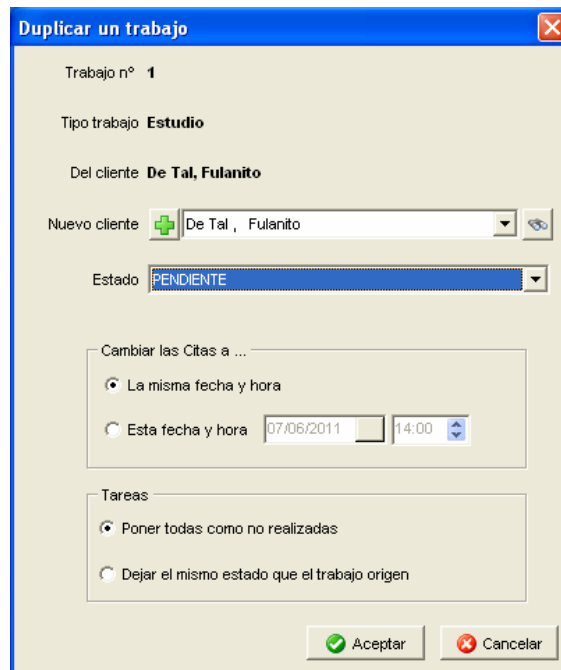 Duplicar un trabajo
Trabajo nº 1
Tipo trabajo Estudio
Del cliente De Tal, Fulanito
Nuevo cliente De Tal , Fulanito
Estado PENDIENTE
Cambiar las Citas a ...
La misma fecha y hora
Esta fecha y hora 07/06/2011 14:00
Tareas
Poner todas como no realizadas
Dejar el mismo estado que el trabajo origen
Aceptar Cancelar